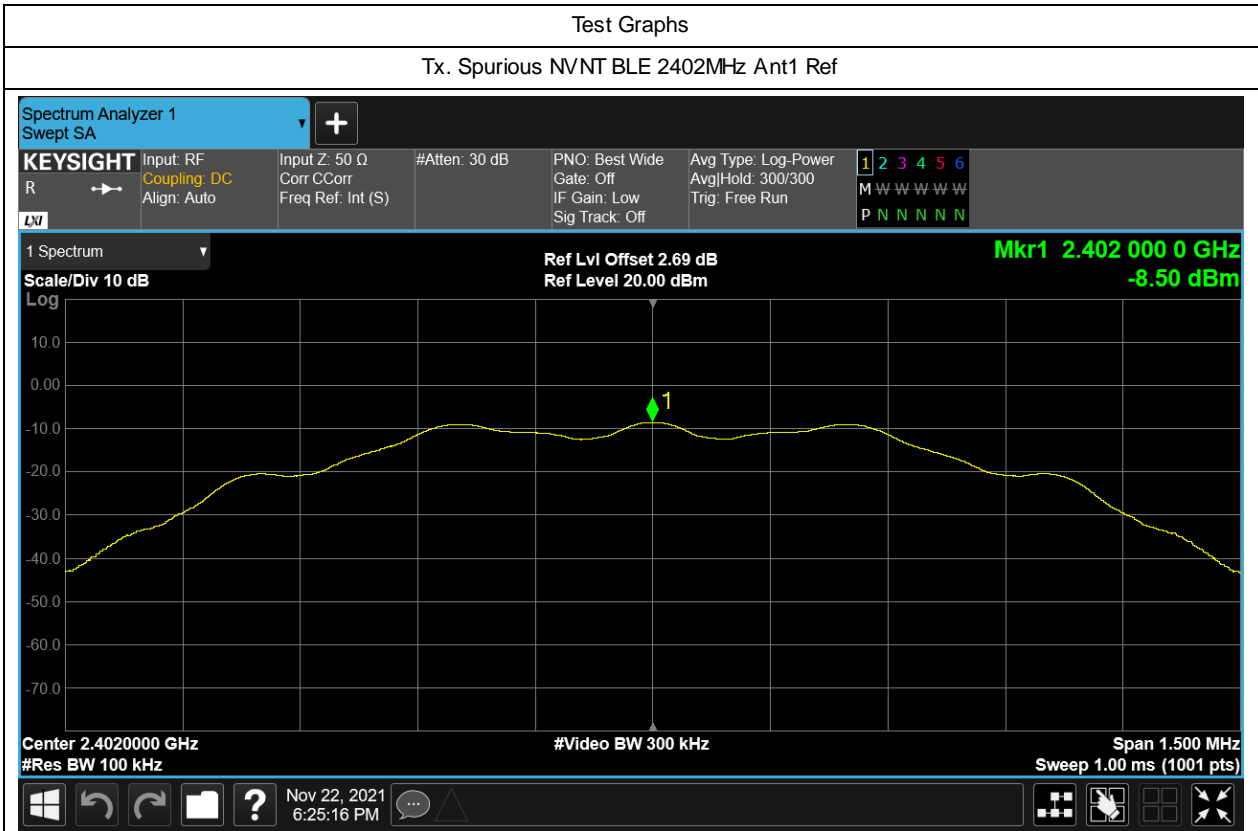 Test Graphs
Tx. Spurious NVNT BLE 2402MHz Ant1 Ref
Spectrum Analyzer 1
Swept SA
KEYSIGHT
R
LXI
Input: RF
Coupling: DC
Align: Auto
Input Z: 50 Ω
Corr CCorr
Freq Ref: Int (S)
#Atten: 30 dB
PNO: Best Wide
Gate: Off
IF Gain: Low
Sig Track: Off
Avg Type: Log-Power
Avg|Hold: 300/300
Trig: Free Run
1 2 3 4 5 6
M W W W W W
P N N N N N
1 Spectrum
Scale/Div 10 dB
Ref Lvl Offset 2.69 dB
Ref Level 20.00 dBm
Mkr1 2.402 000 0 GHz
-8.50 dBm
Log
10.0
0.00
-10.0
-20.0
-30.0
-40.0
-50.0
-60.0
-70.0
1
Center 2.4020000 GHz
#Res BW 100 kHz
#Video BW 300 kHz
Span 1.500 MHz
Sweep 1.00 ms (1001 pts)
?
Nov 22, 2021
6:25:16 PM